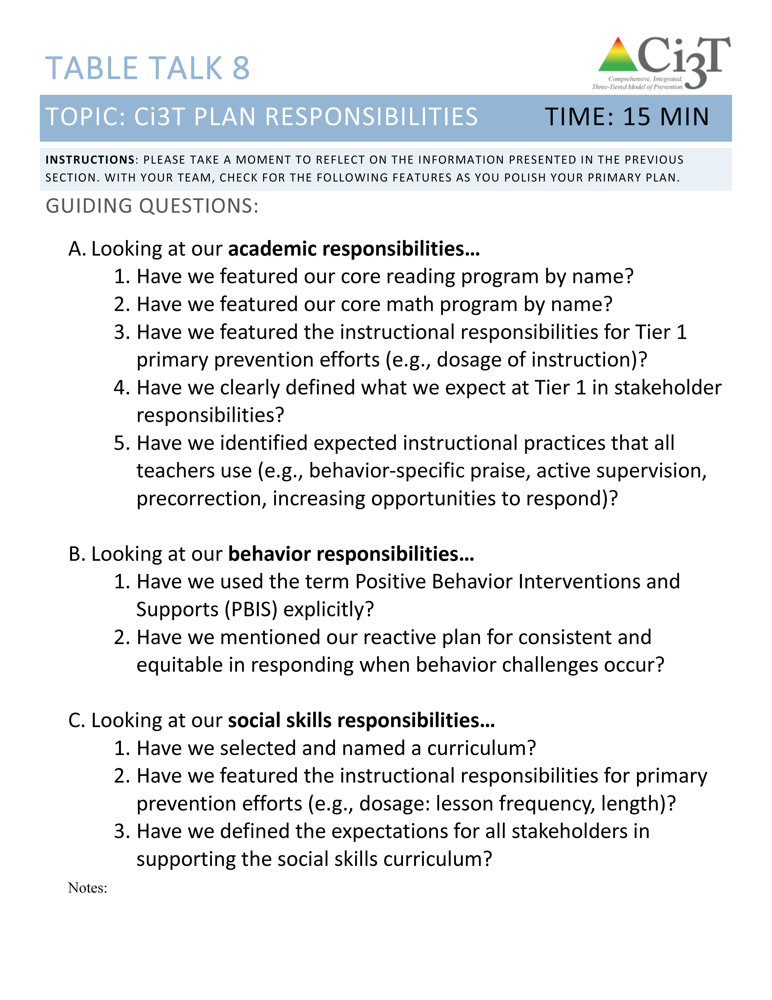 TABLE TALK 8
Ci3T
Comprehensive, Integrated,
Three-Tiered Model of Prevention
TOPIC: Ci3T PLAN RESPONSIBILITIES TIME: 15 MIN
INSTRUCTIONS: PLEASE TAKE A MOMENT TO REFLECT ON THE INFORMATION PRESENTED IN THE PREVIOUS
SECTION. WITH YOUR TEAM, CHECK FOR THE FOLLOWING FEATURES AS YOU POLISH YOUR PRIMARY PLAN.
GUIDING QUESTIONS:
A. Looking at our academic responsibilities…
1. Have we featured our core reading program by name?
2. Have we featured our core math program by name?
3. Have we featured the instructional responsibilities for Tier 1
primary prevention efforts (e.g., dosage of instruction)?
4. Have we clearly defined what we expect at Tier 1 in stakeholder
responsibilities?
5. Have we identified expected instructional practices that all
teachers use (e.g., behavior-specific praise, active supervision,
precorrection, increasing opportunities to respond)?
B. Looking at our behavior responsibilities…
1. Have we used the term Positive Behavior Interventions and
Supports (PBIS) explicitly?
2. Have we mentioned our reactive plan for consistent and
equitable in responding when behavior challenges occur?
C. Looking at our social skills responsibilities…
1. Have we selected and named a curriculum?
2. Have we featured the instructional responsibilities for primary
prevention efforts (e.g., dosage: lesson frequency, length)?
3. Have we defined the expectations for all stakeholders in
supporting the social skills curriculum?
Notes: